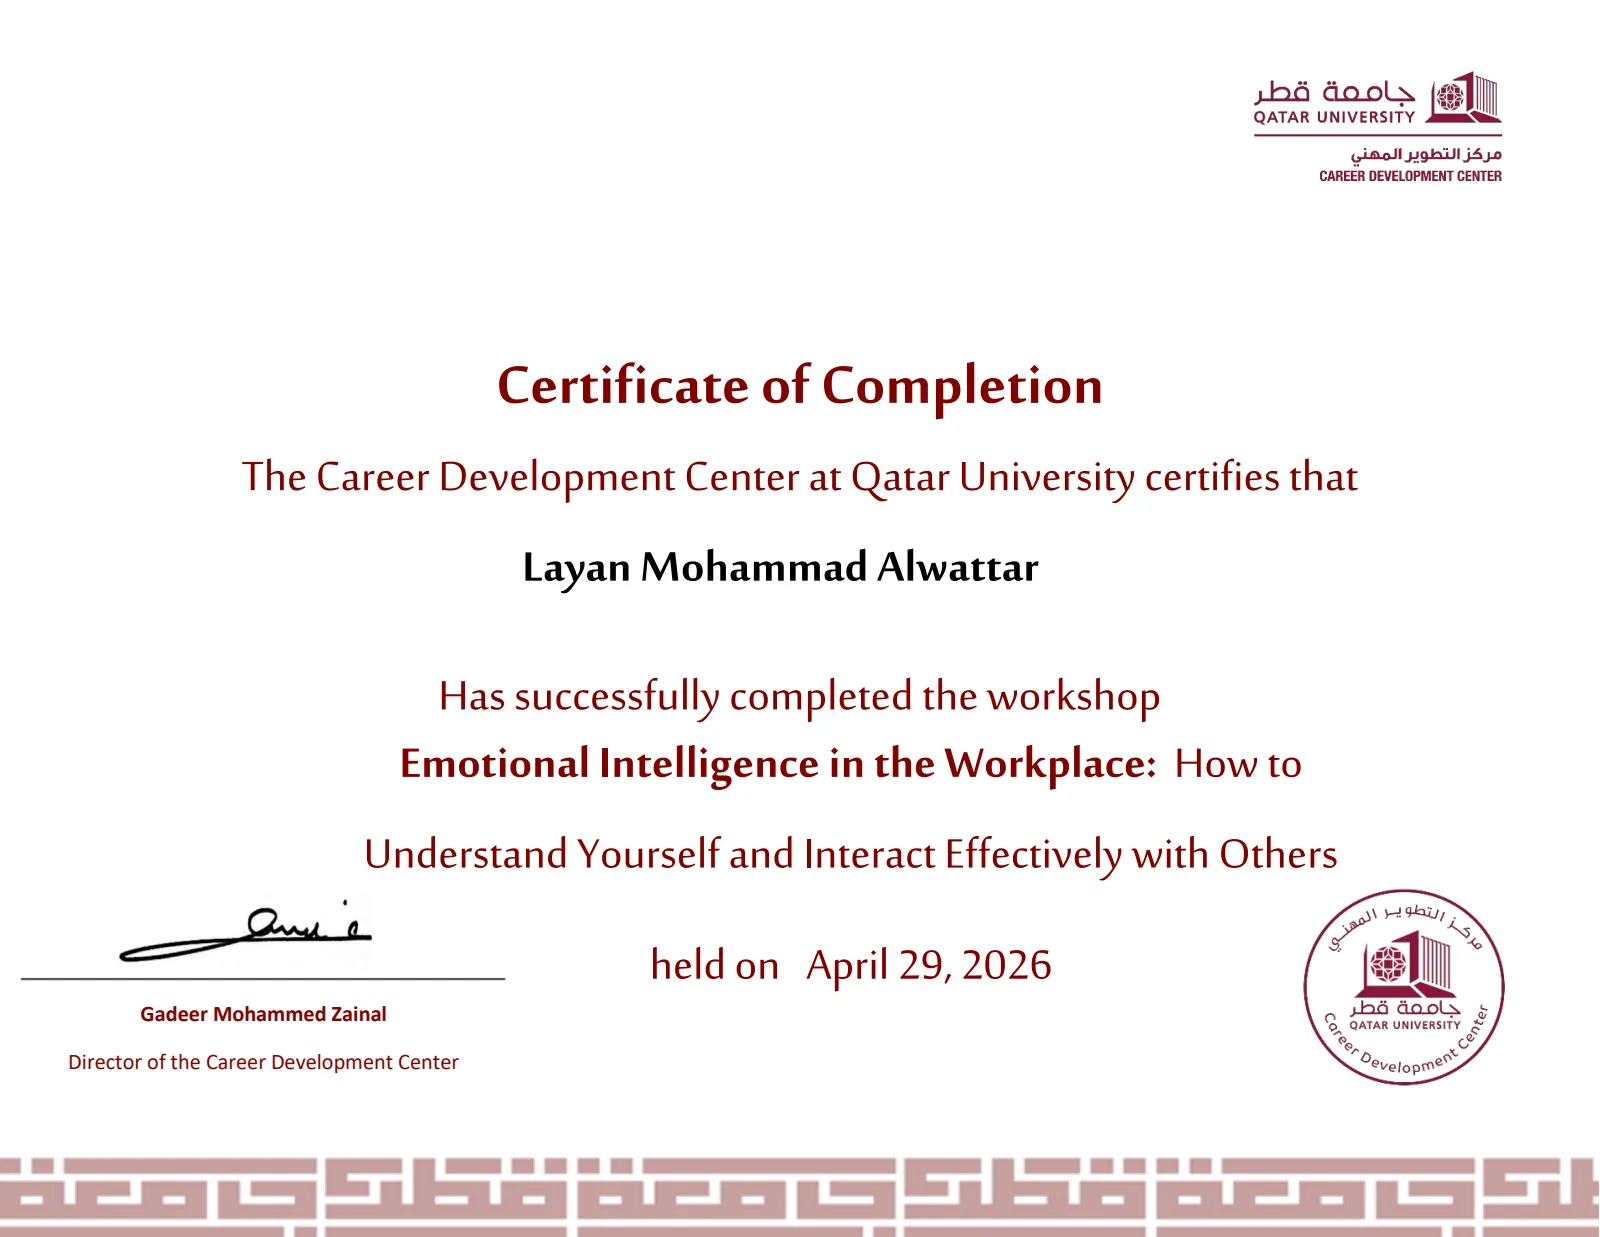 جامعة قطر
QATAR UNIVERSITY
مركز التطوير المهني
CAREER DEVELOPMENT CENTER
Certificate of Completion
The Career Development Center at Qatar University certifies that
Layan Mohammad Alwattar
Has successfully completed the workshop
Emotional Intelligence in the Workplace: How to
Understand Yourself and Interact Effectively with Others
held on April 29, 2026
Gadeer Mohammed Zainal
Director of the Career Development Center
مركز التطوير المهني
جامعة قطر
QATAR UNIVERSITY
Career Development Center